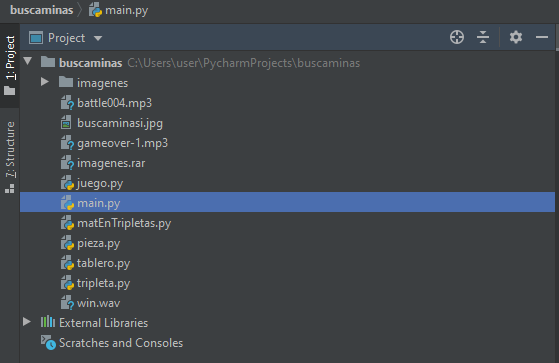 buscaminas main.py
1: Project
Project
buscaminas C:\Users\user\PycharmProjects\buscaminas
imagenes
battle004.mp3
buscaminasi.jpg
gameover-1.mp3
imagenes.rar
juego.py
main.py
matEnTripletas.py
pieza.py
tablero.py
tripleta.py
win.wav
External Libraries
Scratches and Consoles
7: Structure